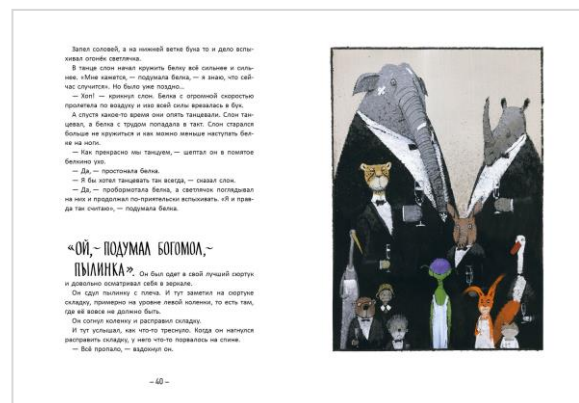 Запел соловей, а на нижней ветке бука то и дело вспы-
хивал огонёк светлячка.
В танце слон начал кружить белку всё сильнее и силь-
нее. «Мне кажется, — подумала белка, — я знаю, что сей-
час случится». Но было уже поздно...
— Хоп! — крикнул слон. Белка с огромной скоростью
пролетела по воздуху и изо всей силы врезалась в бук.
А спустя какое-то время они опять танцевали. Слон тан-
цевал, а белка с трудом попадала в такт. Слон старался
больше не кружиться и как можно меньше наступать бел-
ке на ноги.
— Как прекрасно мы танцуем, — шептал он в помятое
белкино ухо.
— Да, — простонала белка.
— Я бы хотел танцевать так всегда, — сказал слон.
— Да, — пробормотала белка, а светлячок поглядывал
на них и продолжал по-приятельски вспыхивать. «Я и прав-
да так считаю», — подумала белка.
«ОЙ, — ПОДУМАЛ БОГОМОЛ, —
ПЫЛИНКА». Он был одет в свой лучший сюртук
и довольно осматривал себя в зеркале.
Он сдул пылинку с плеча. И тут заметил на сюртуке
складку, примерно на уровне левой коленки, то есть там,
где её вовсе не должно быть.
Он согнул коленку и расправил складку.
И тут услышал, как что-то треснуло. Когда он нагнулся
расправить складку, у него что-то порвалось на спине.
— Всё пропало, — вздохнул он.
– 40 –